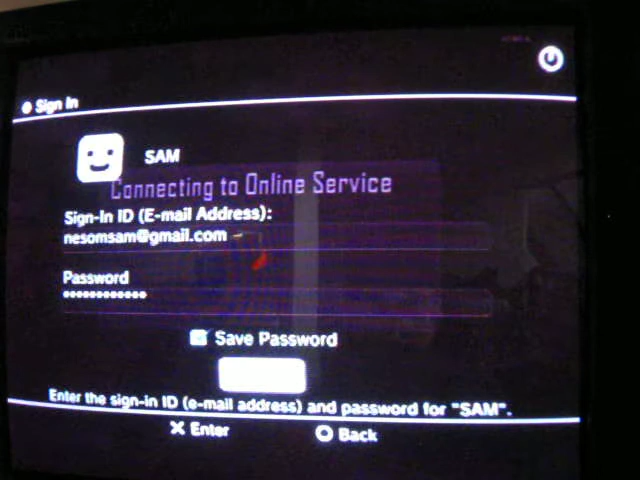 Sign In
SAM
Connecting to Online Service
Sign-In ID (E-mail Address):
nesomsam@gmail.com
Password
Save Password
Enter the sign-in ID (e-mail address) and password for "SAM".
Enter
Back